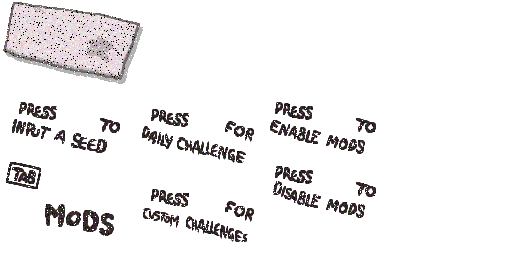 PRESS TO
INPUT A SEED
PRESS FOR
DAILY CHALLENGE
PRESS TO
ENABLE MODS
TAB
MODS
PRESS FOR
CUSTOM CHALLENGES
PRESS TO
DISABLE MODS